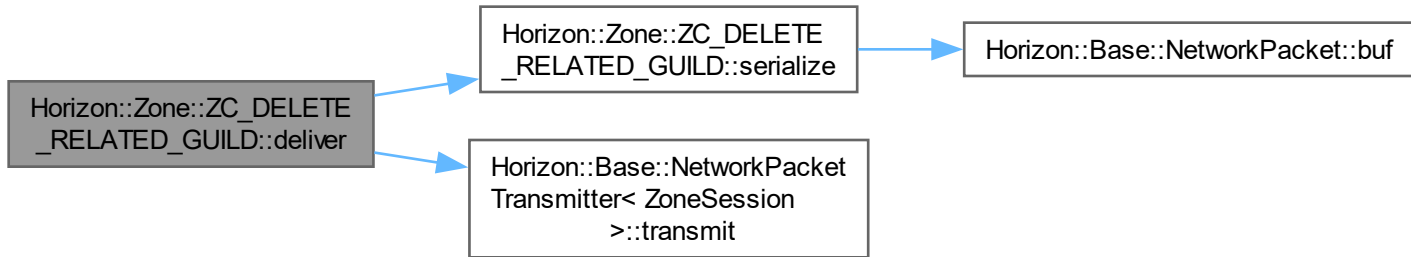 Horizon::Zone::ZC_DELETE
_RELATED_GUILD::deliver
Horizon::Zone::ZC_DELETE
_RELATED_GUILD::serialize
Horizon::Base::NetworkPacket::buf
Horizon::Base::NetworkPacket
Transmitter< ZoneSession
>::transmit